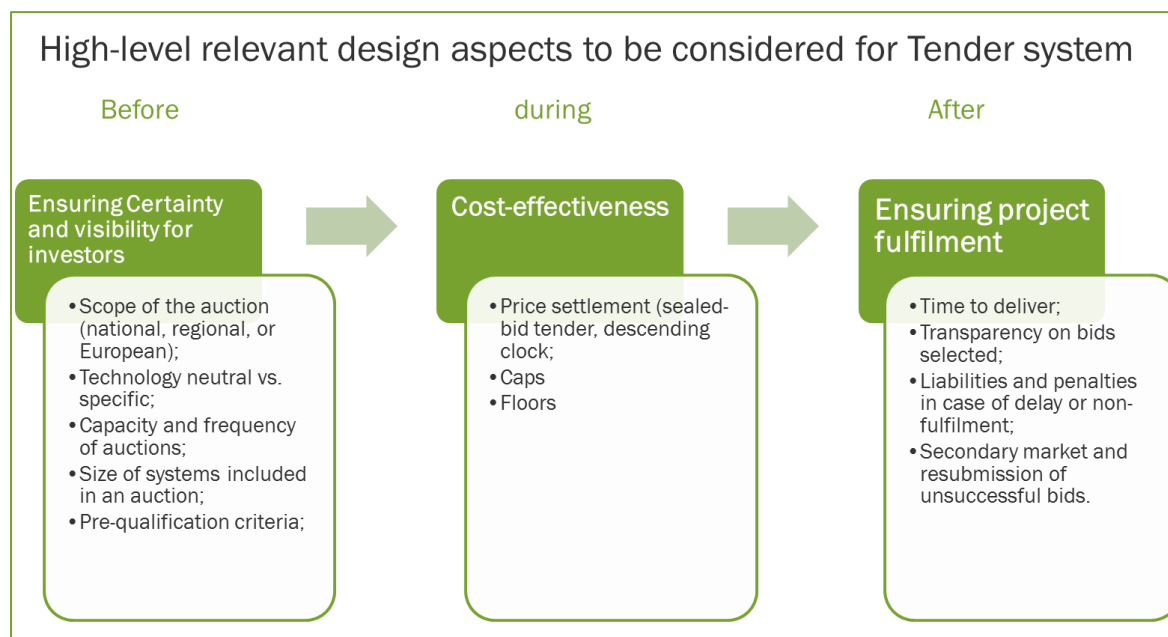 High-level relevant design aspects to be considered for Tender system
Before
during
After
Ensuring Certainty
and visibility for
investors
•Scope of the auction
(national, regional, or
European);
•Technology neutral vs.
specific;
•Capacity and frequency
of auctions;
•Size of systems included
in an auction;
•Pre-qualification criteria;
Cost-effectiveness
•Price settlement (sealed-
bid tender, descending
clock;
•Caps
•Floors
Ensuring project
fulfilment
•Time to deliver;
•Transparency on bids
selected;
•Liabilities and penalties
in case of delay or non-
fulfilment;
•Secondary market and
resubmission of
unsuccessful bids.